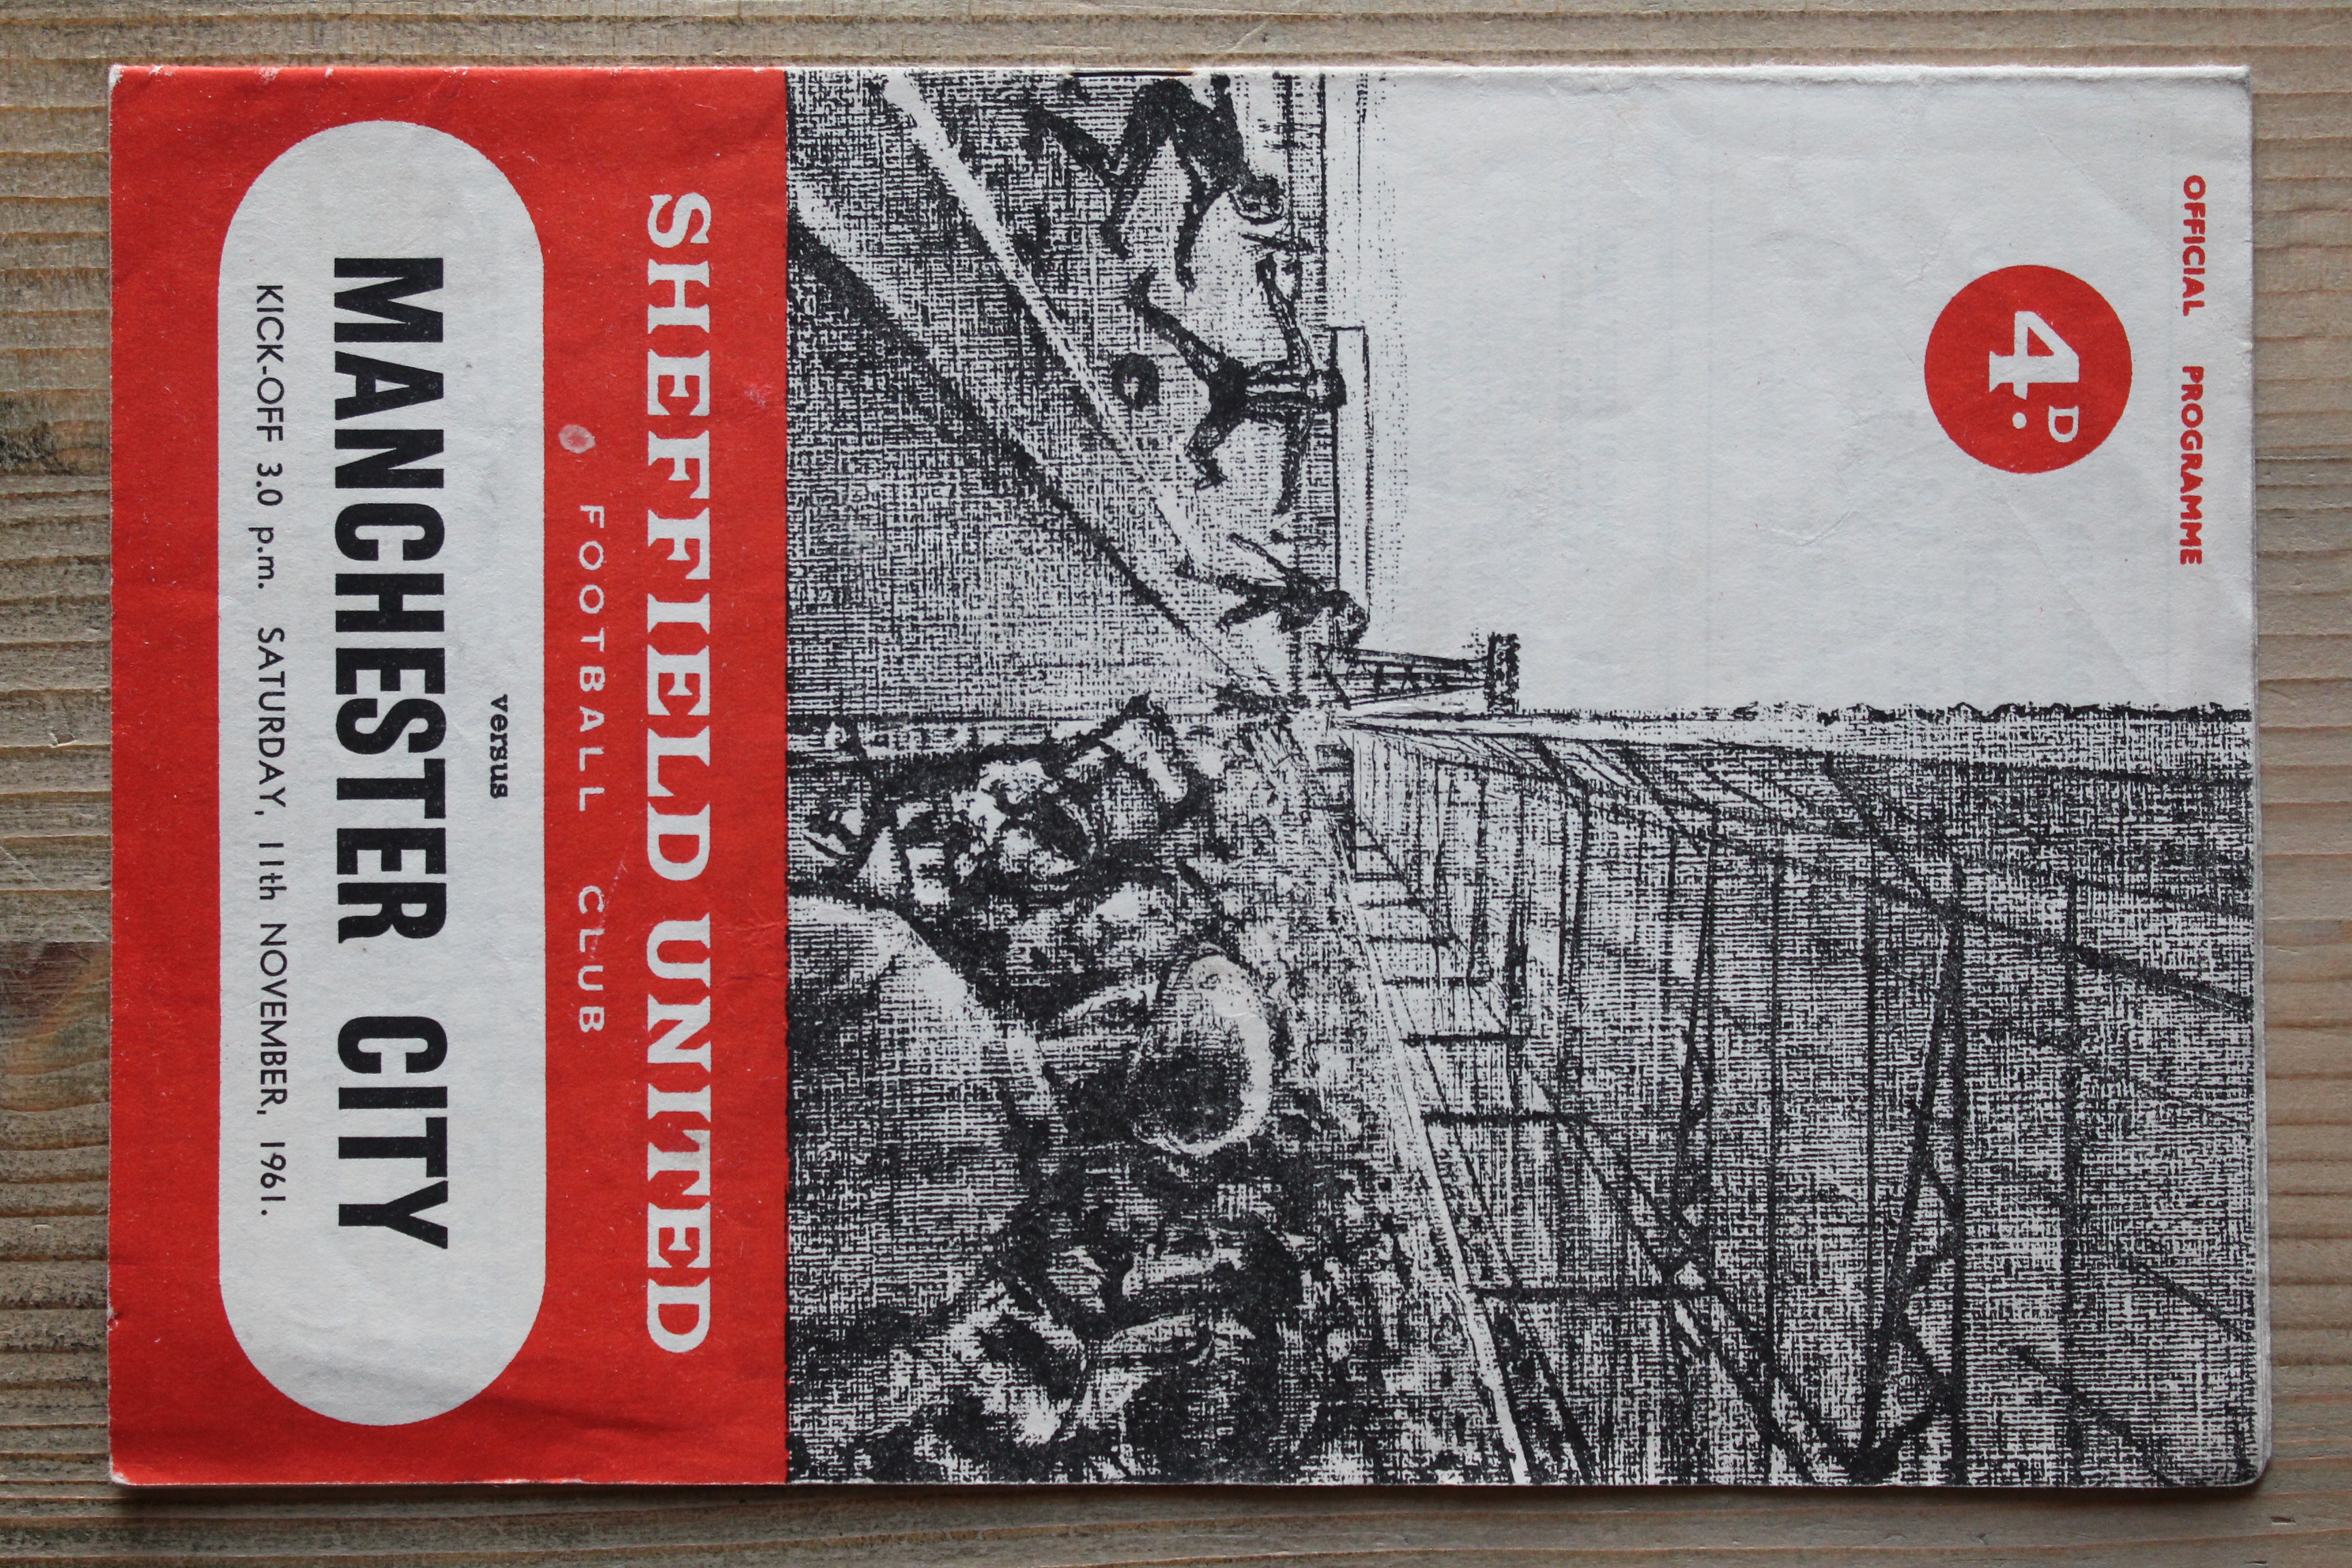 OFFICIAL PROGRAMME
4D.
SHEFFIELD UNITED
FOOTBALL CLUB
versus
MANCHESTER CITY
KICK-OFF 3.0 p.m. SATURDAY, 11th NOVEMBER, 1961.